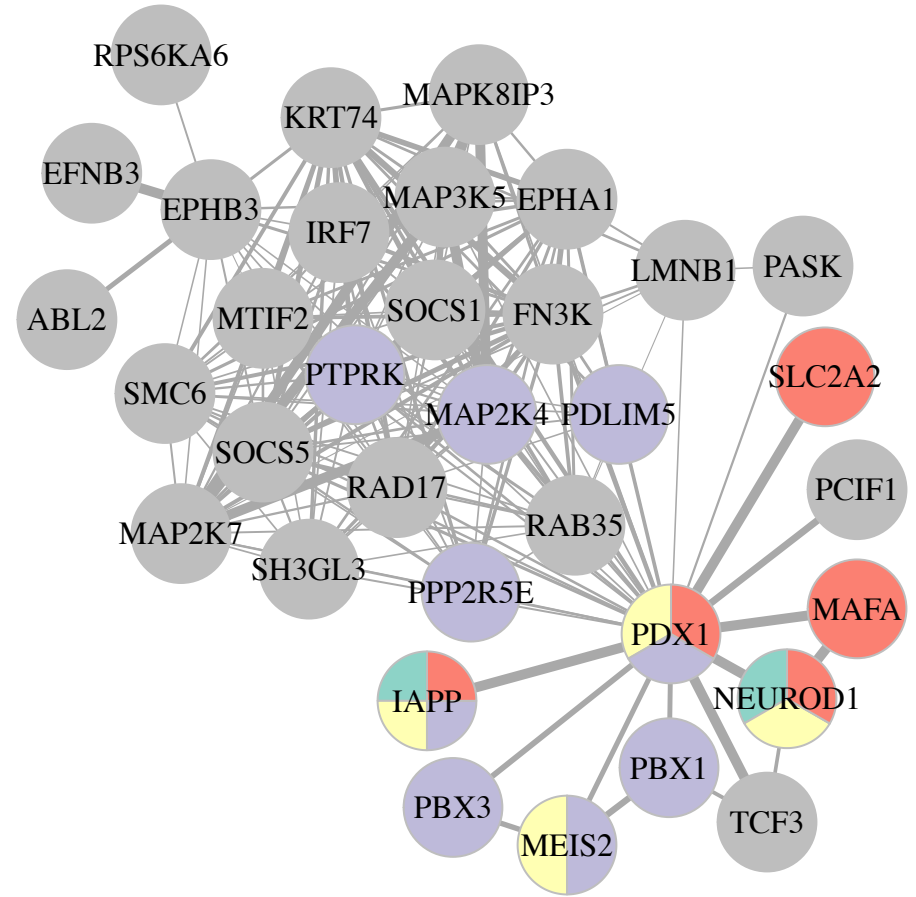 RPS6KA6
MAPK8IP3
KRT74
EFNB3
EPHB3
MAP3K5
EPHA1
IRF7
LMNB1
PASK
ABL2
MTIF2
SOCS1
FN3K
PTPRK
SLC2A2
SMC6
MAP2K4
PDLIM5
SOCS5
RAD17
PCIF1
MAP2K7
RAB35
SH3GL3
PPP2R5E
MAFA
PDX1
IAPP
NEUROD1
PBX1
PBX3
TCF3
MEIS2